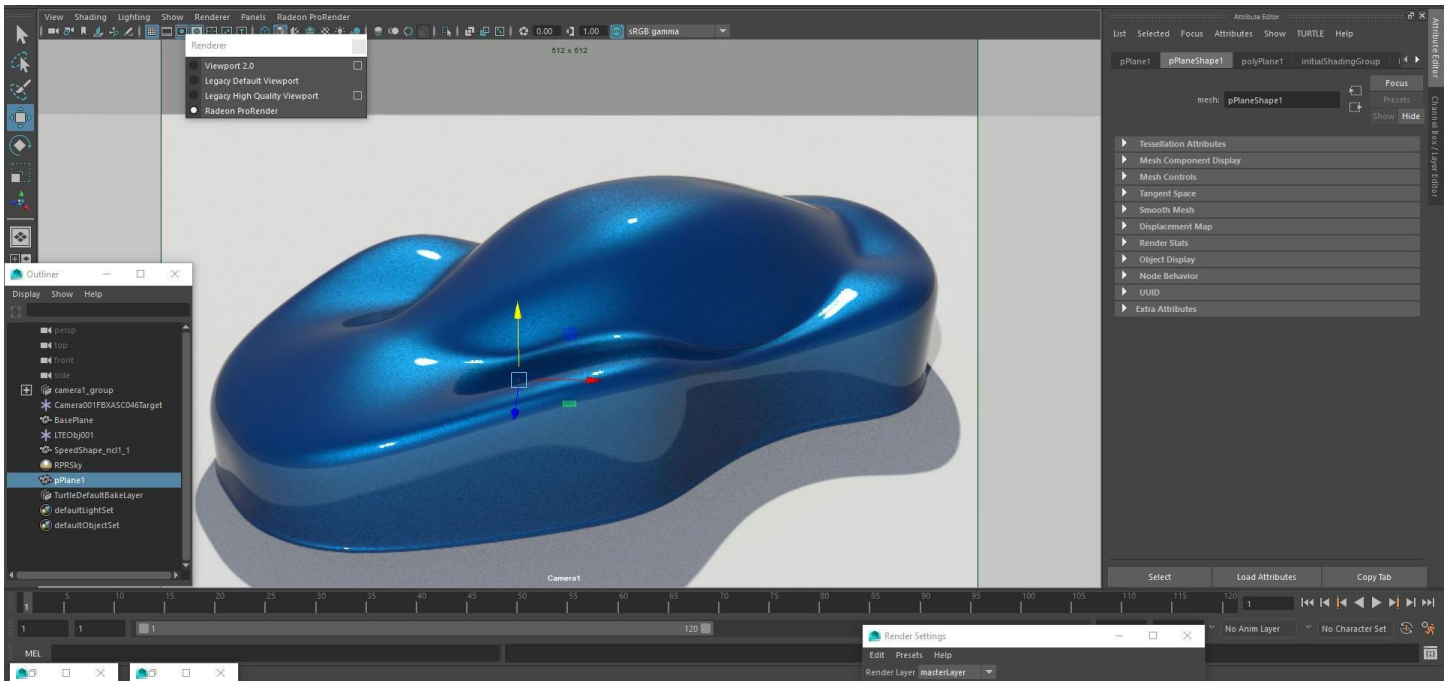 View Shading Lighting Show Renderer Panels Radeon ProRender
0.00 1.00 sRGB gamma
Renderer
Viewport 2.0
Legacy Default Viewport
Legacy High Quality Viewport
Radeon ProRender
512 x 512
Camera1
Outliner
Display Show Help
persp
top
front
side
camera1_group
Camera001FBXASC046Target
BasePlane
LTEObj001
SpeedShape_ncl1_1
RPRSky
pPlane1
TurtleDefaultBakeLayer
defaultLightSet
defaultObjectSet
Attribute Editor
List Selected Focus Attributes Show TURTLE Help
pPlane1 pPlaneShape1 polyPlane1 initialShadingGroup
Focus
mesh: pPlaneShape1 Presets
Show Hide
Tessellation Attributes
Mesh Component Display
Mesh Controls
Tangent Space
Smooth Mesh
Displacement Map
Render Stats
Object Display
Node Behavior
UUID
Extra Attributes
Select Load Attributes Copy Tab
Attribute Editor
Channel Box / Layer Editor
5 10 15 20 25 30 35 40 45 50 55 60 65 70 75 80 85 90 95 100 105 110 115 120
1 1
1 1 1 120 No Anim Layer No Character Set
MEL
Render Settings
Edit Presets Help
Render Layer masterLayer